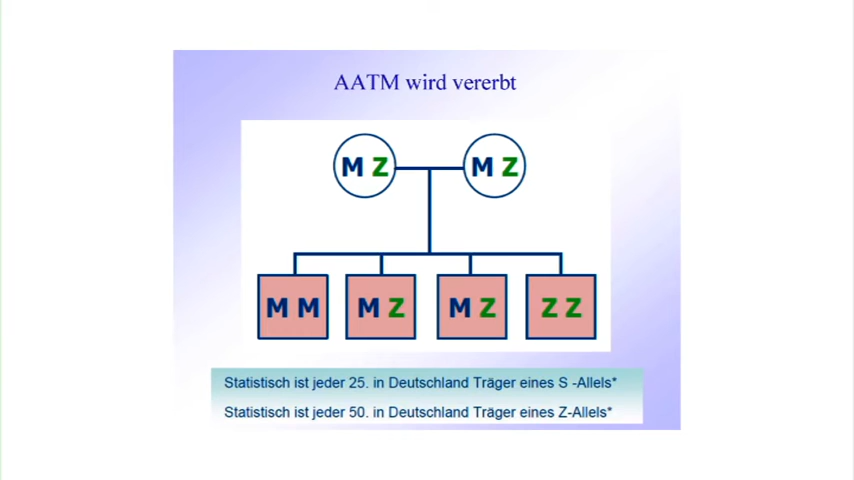 AATM wird vererbt
M Z M Z
M M M Z M Z Z Z
Statistisch ist jeder 25. in Deutschland Träger eines S -Allels*
Statistisch ist jeder 50. in Deutschland Träger eines Z-Allels*